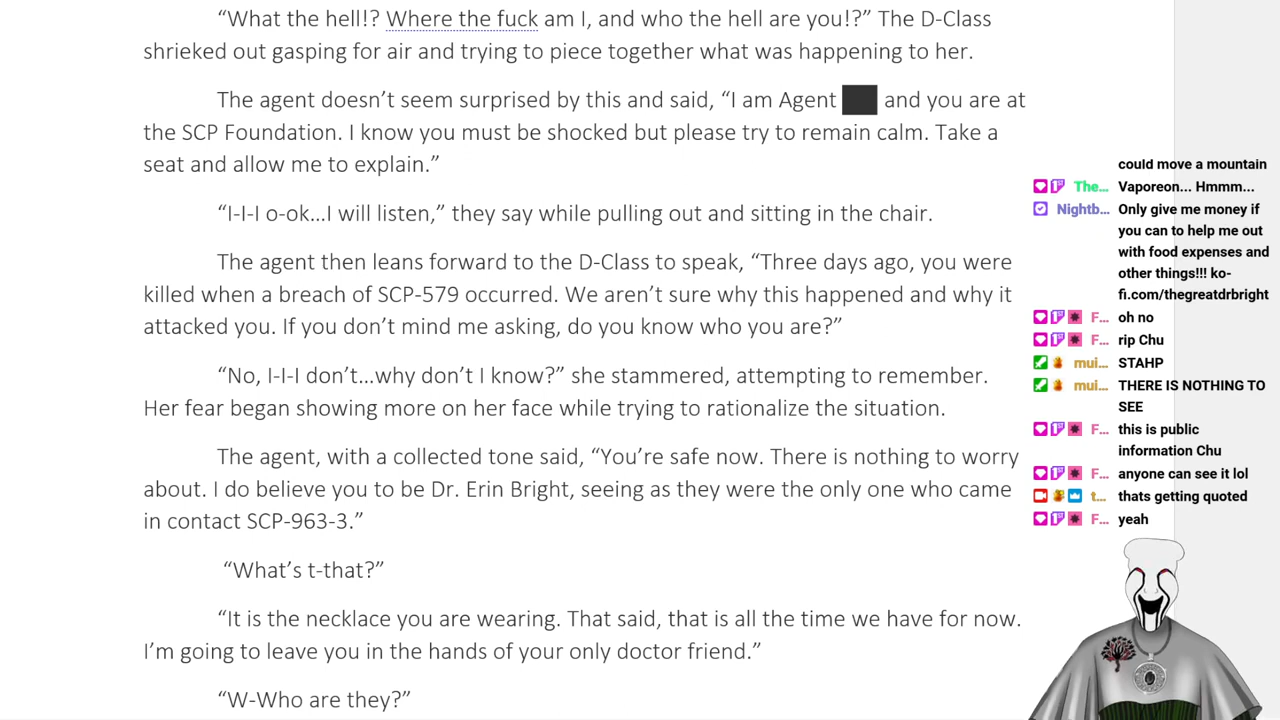 “What the hell!? Where the fuck am I, and who the hell are you!?” The D-Class
shrieked out gasping for air and trying to piece together what was happening to her.
The agent doesn’t seem surprised by this and said, “I am Agent and you are at
the SCP Foundation. I know you must be shocked but please try to remain calm. Take a
seat and allow me to explain.”
“I-I-I o-ok...I will listen,” they say while pulling out and sitting in the chair.
The agent then leans forward to the D-Class to speak, “Three days ago, you were
killed when a breach of SCP-579 occurred. We aren’t sure why this happened and why it
attacked you. If you don’t mind me asking, do you know who you are?”
“No, I-I-I don’t...why don’t I know?” she stammered, attempting to remember.
Her fear began showing more on her face while trying to rationalize the situation.
The agent, with a collected tone said, “You’re safe now. There is nothing to worry
about. I do believe you to be Dr. Erin Bright, seeing as they were the only one who came
in contact SCP-963-3.”
“What’s t-that?”
“It is the necklace you are wearing. That said, that is all the time we have for now.
I’m going to leave you in the hands of your only doctor friend.”
“W-Who are they?”
could move a mountain
The... Vaporeon... Hmmm...
Nightb... Only give me money if
you can to help me out
with food expenses and
other things!!! ko-
fi.com/thegreatdrbright
F... oh no
F... rip Chu
mui... STAHP
mui... THERE IS NOTHING TO
SEE
F... this is public
information Chu
F... anyone can see it lol
t... thats getting quoted
F... yeah